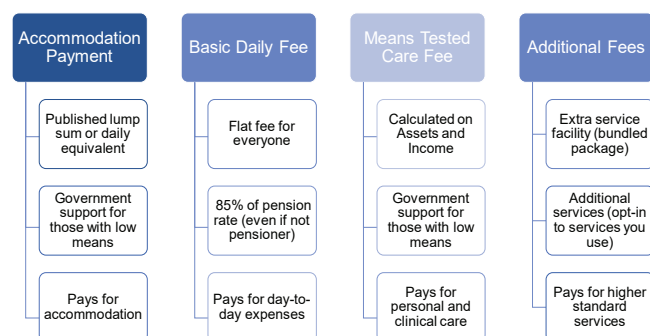 Accommodation
Payment
Published lump
sum or daily
equivalent
Government
support for
those with low
means
Pays for
accommodation
Basic Daily Fee
Flat fee for
everyone
85% of pension
rate (even if not
pensioner)
Pays for day-to-
day expenses
Means Tested
Care Fee
Calculated on
Assets and
Income
Government
support for
those with low
means
Pays for
personal and
clinical care
Additional Fees
Extra service
facility (bundled
package)
Additional
services (opt-in
to services you
use)
Pays for higher
standard
services